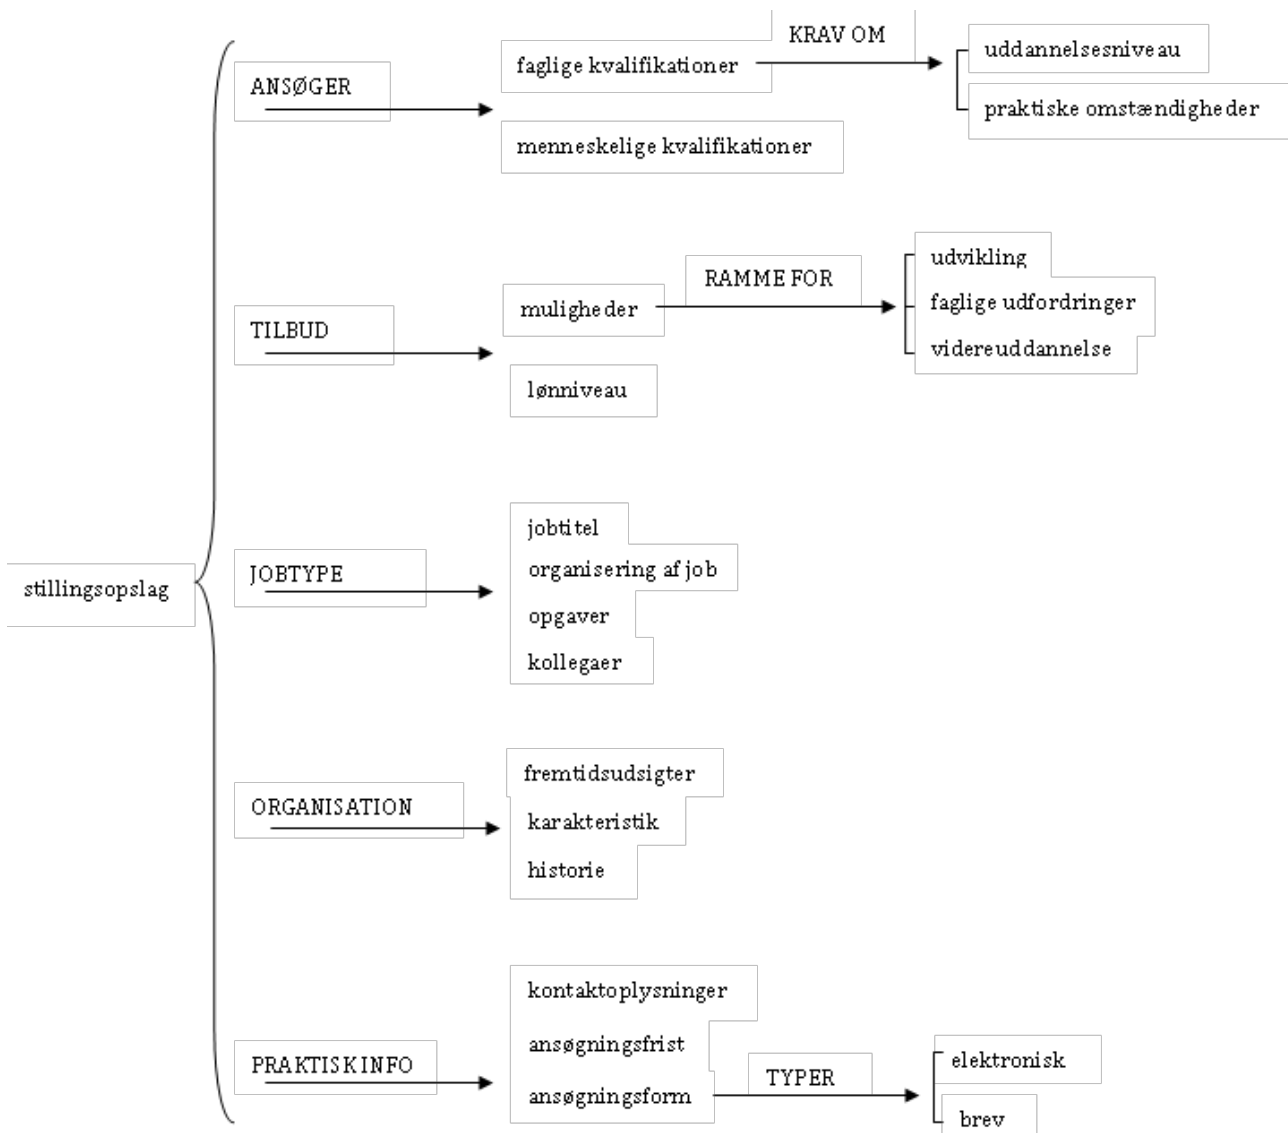 KRAV OM
uddannelsesniveau
faglige kvalifikationer
ANSØGER
praktiske omstændigheder
menneskelige kvalifikationer
udvikling
RAMME FOR
faglige udfordringer
muligheder
TILBUD
videreuddannelse
lønniveau
jobtitel
organisering af job
JOBTYPE
stillingsopslag
opgaver
kollegaer
fremtidsudsigter
ORGANISATION
karakteristik
historie
kontaktoplysninger
ansøgningsfrist
PRAKTISK INFO
elektronisk
TYPER
ansøgningsform
brev